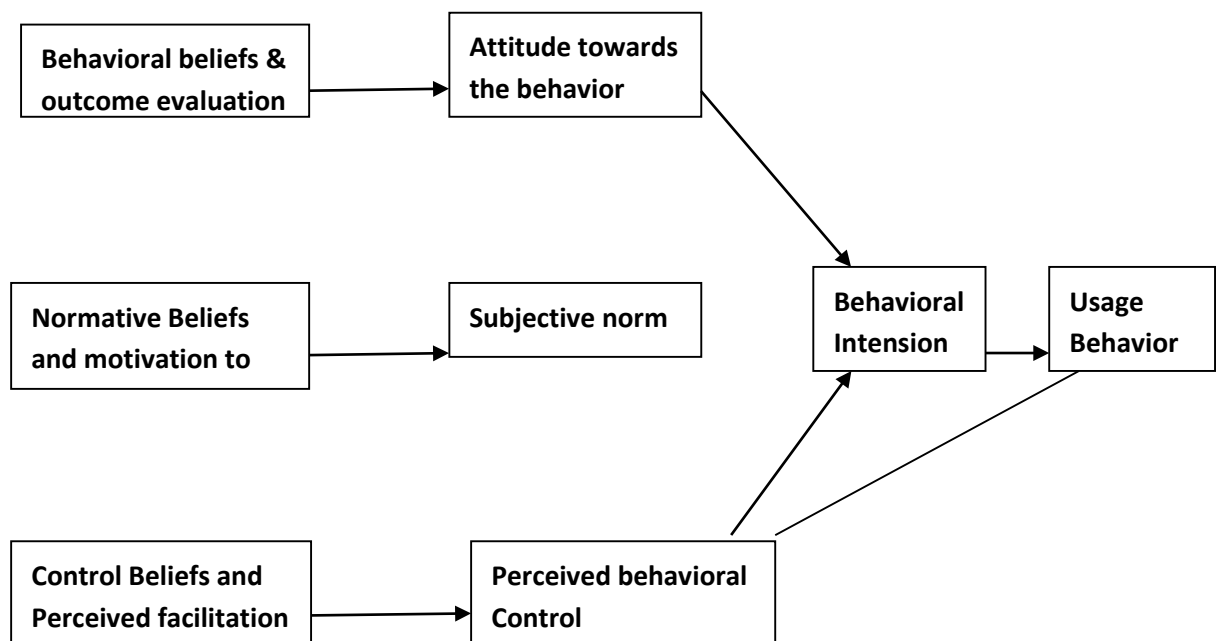 Behavioral beliefs &
outcome evaluation
Attitude towards
the behavior
Normative Beliefs
and motivation to
Subjective norm
Behavioral
Intension
Usage
Behavior
Control Beliefs and
Perceived facilitation
Perceived behavioral
Control